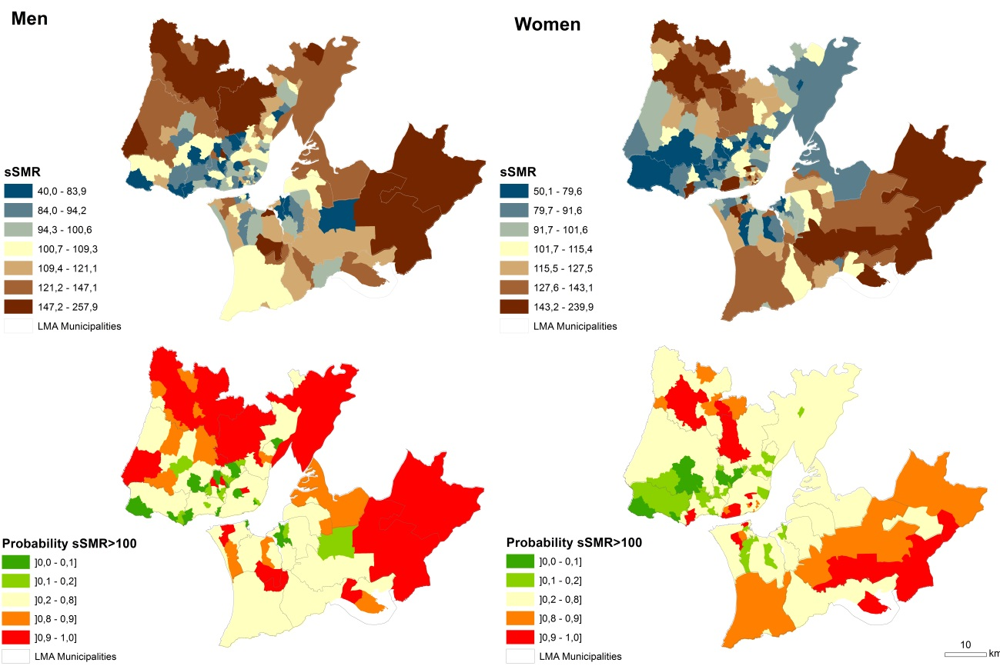 Men
sSMR
40,0 - 83,9
84,0 - 94,2
94,3 - 100,6
100,7 - 109,3
109,4 - 121,1
121,2 - 147,1
147,2 - 257,9
LMA Municipalities
Women
sSMR
50,1 - 79,6
79,7 - 91,6
91,7 - 101,6
101,7 - 115,4
115,5 - 127,5
127,6 - 143,1
143,2 - 239,9
LMA Municipalities
Probability sSMR>100
]0,0 - 0,1]
]0,1 - 0,2]
]0,2 - 0,8]
]0,8 - 0,9]
]0,9 - 1,0]
LMA Municipalities
Probability sSMR>100
]0,0 - 0,1]
]0,1 - 0,2]
]0,2 - 0,8]
]0,8 - 0,9]
]0,9 - 1,0]
LMA Municipalities
10
km